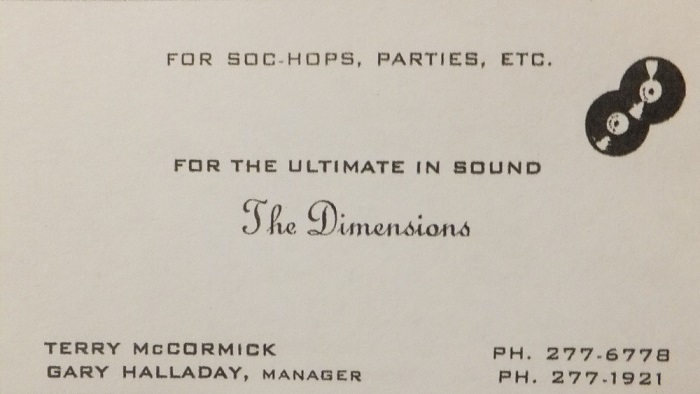 FOR SOC-HOPS, PARTIES, ETC.
FOR THE ULTIMATE IN SOUND
The Dimensions
TERRY McCORMICK PH. 277-6778
GARY HALLADAY, MANAGER PH. 277-1921